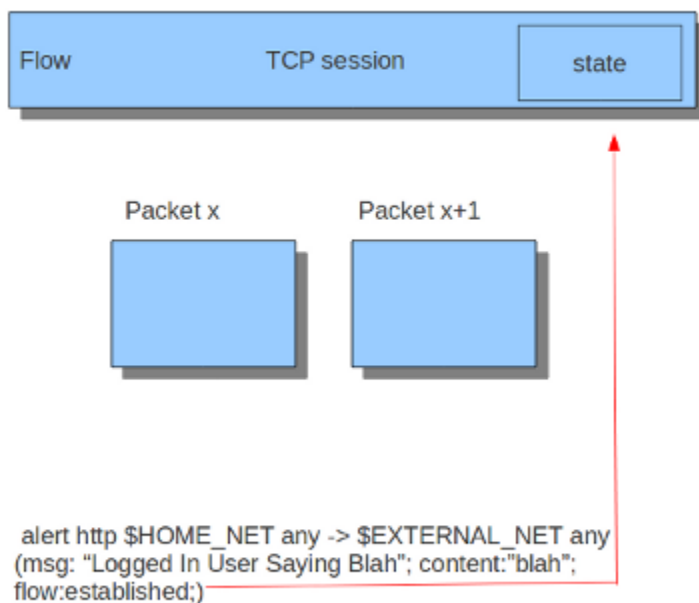 Flow TCP session state
Packet x Packet x+1
alert http $HOME_NET any -> $EXTERNAL_NET any
(msg: “Logged In User Saying Blah”; content:”blah”;
flow:established;)